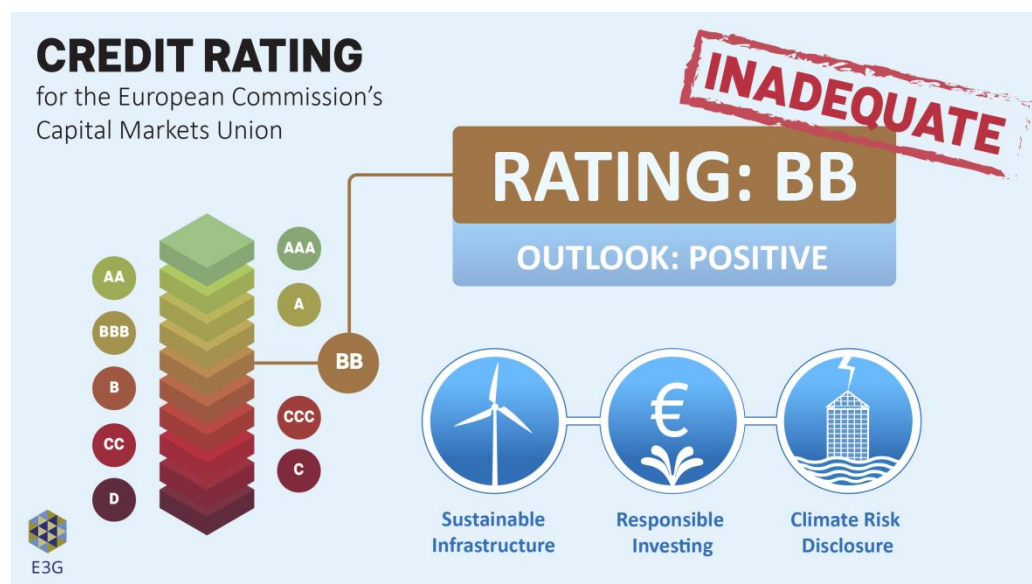 CREDIT RATING
for the European Commission's
Capital Markets Union
INADEQUATE
RATING: BB
OUTLOOK: POSITIVE
AAA
AA
A
BBB
BB
B
CCC
CC
C
D
€
Sustainable
Infrastructure
Responsible
Investing
Climate Risk
Disclosure
E3G